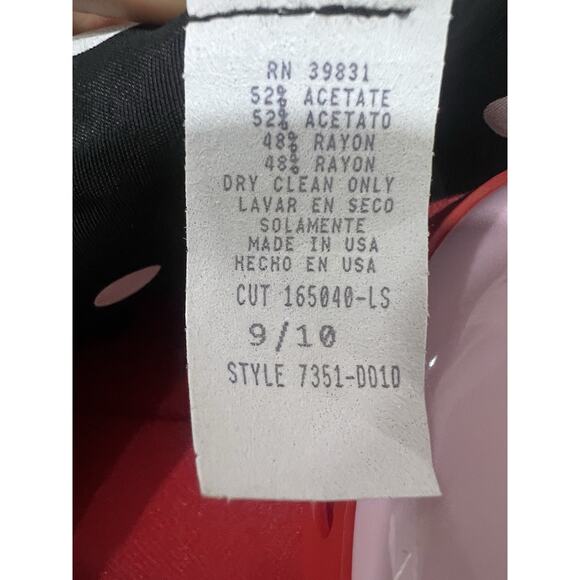 RN 39831
52% ACETATE
52% ACETATO
48% RAYON
48% RAYON
DRY CLEAN ONLY
LAVAR EN SECO
SOLAMENTE
MADE IN USA
HECHO EN USA
CUT 165040-LS
9/10
STYLE 7351-D01D